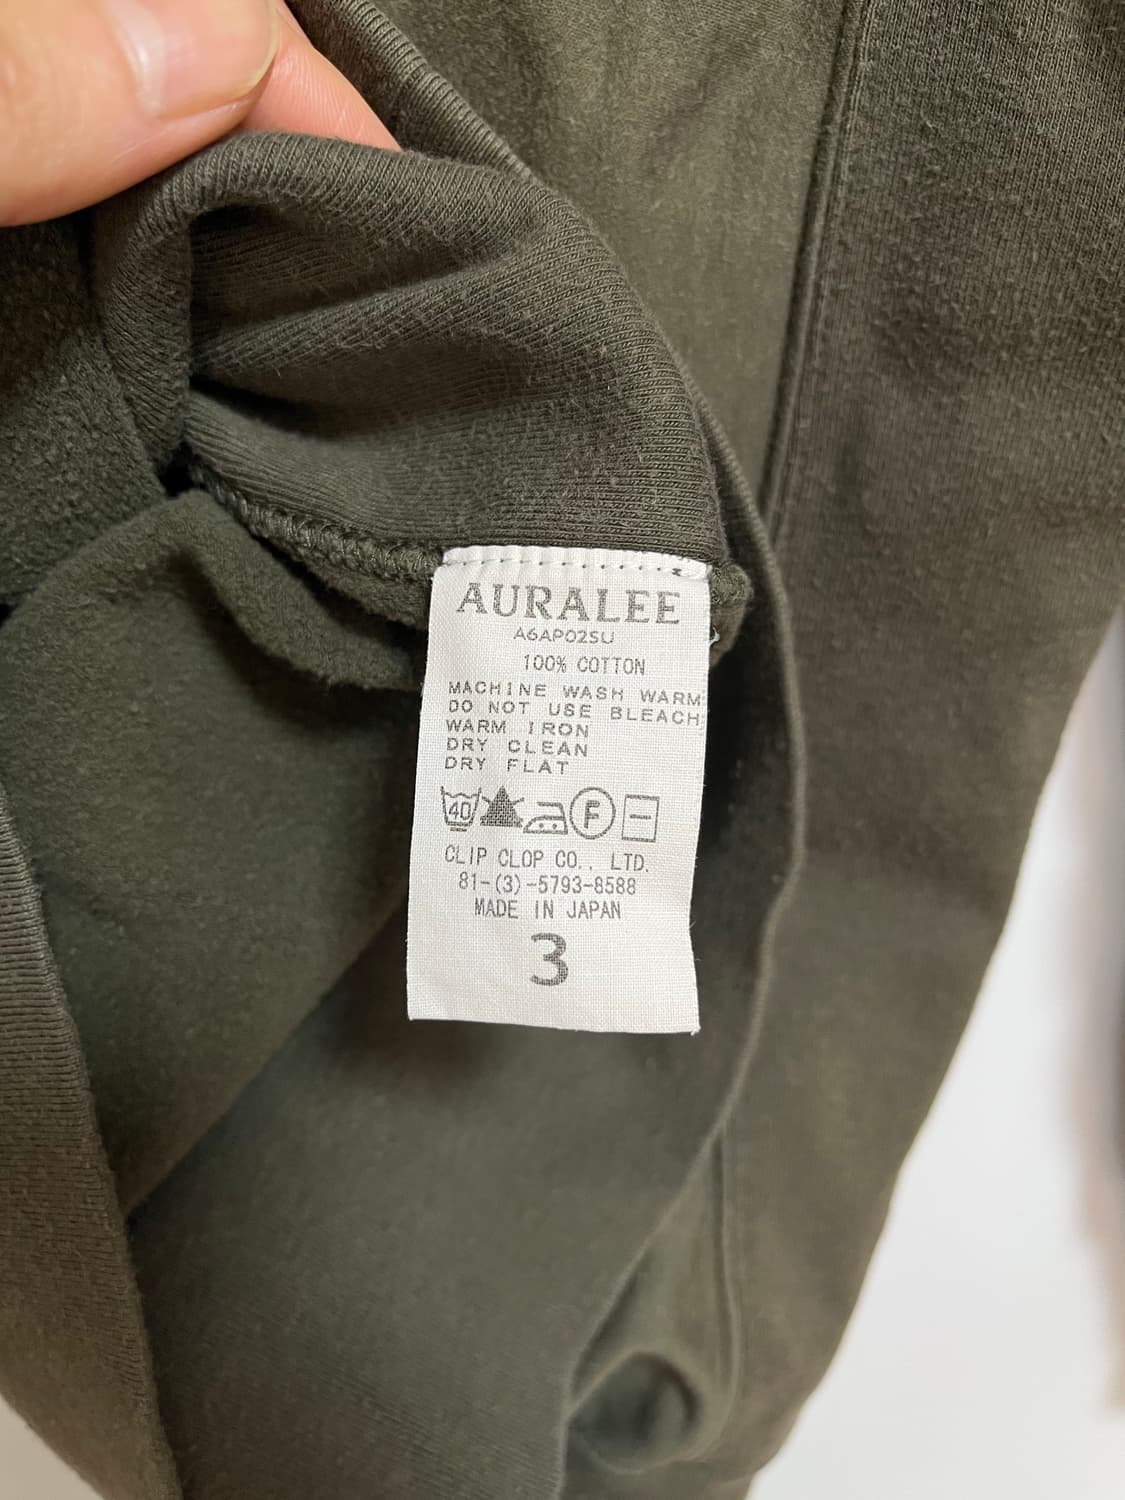 AURALEE
A6AP02SU
100% COTTON
MACHINE WASH WARM
DO NOT USE BLEACH
WARM IRON
DRY CLEAN
DRY FLAT
40 F
CLIP CLOP CO., LTD.
81-(3)-5793-8588
MADE IN JAPAN
3